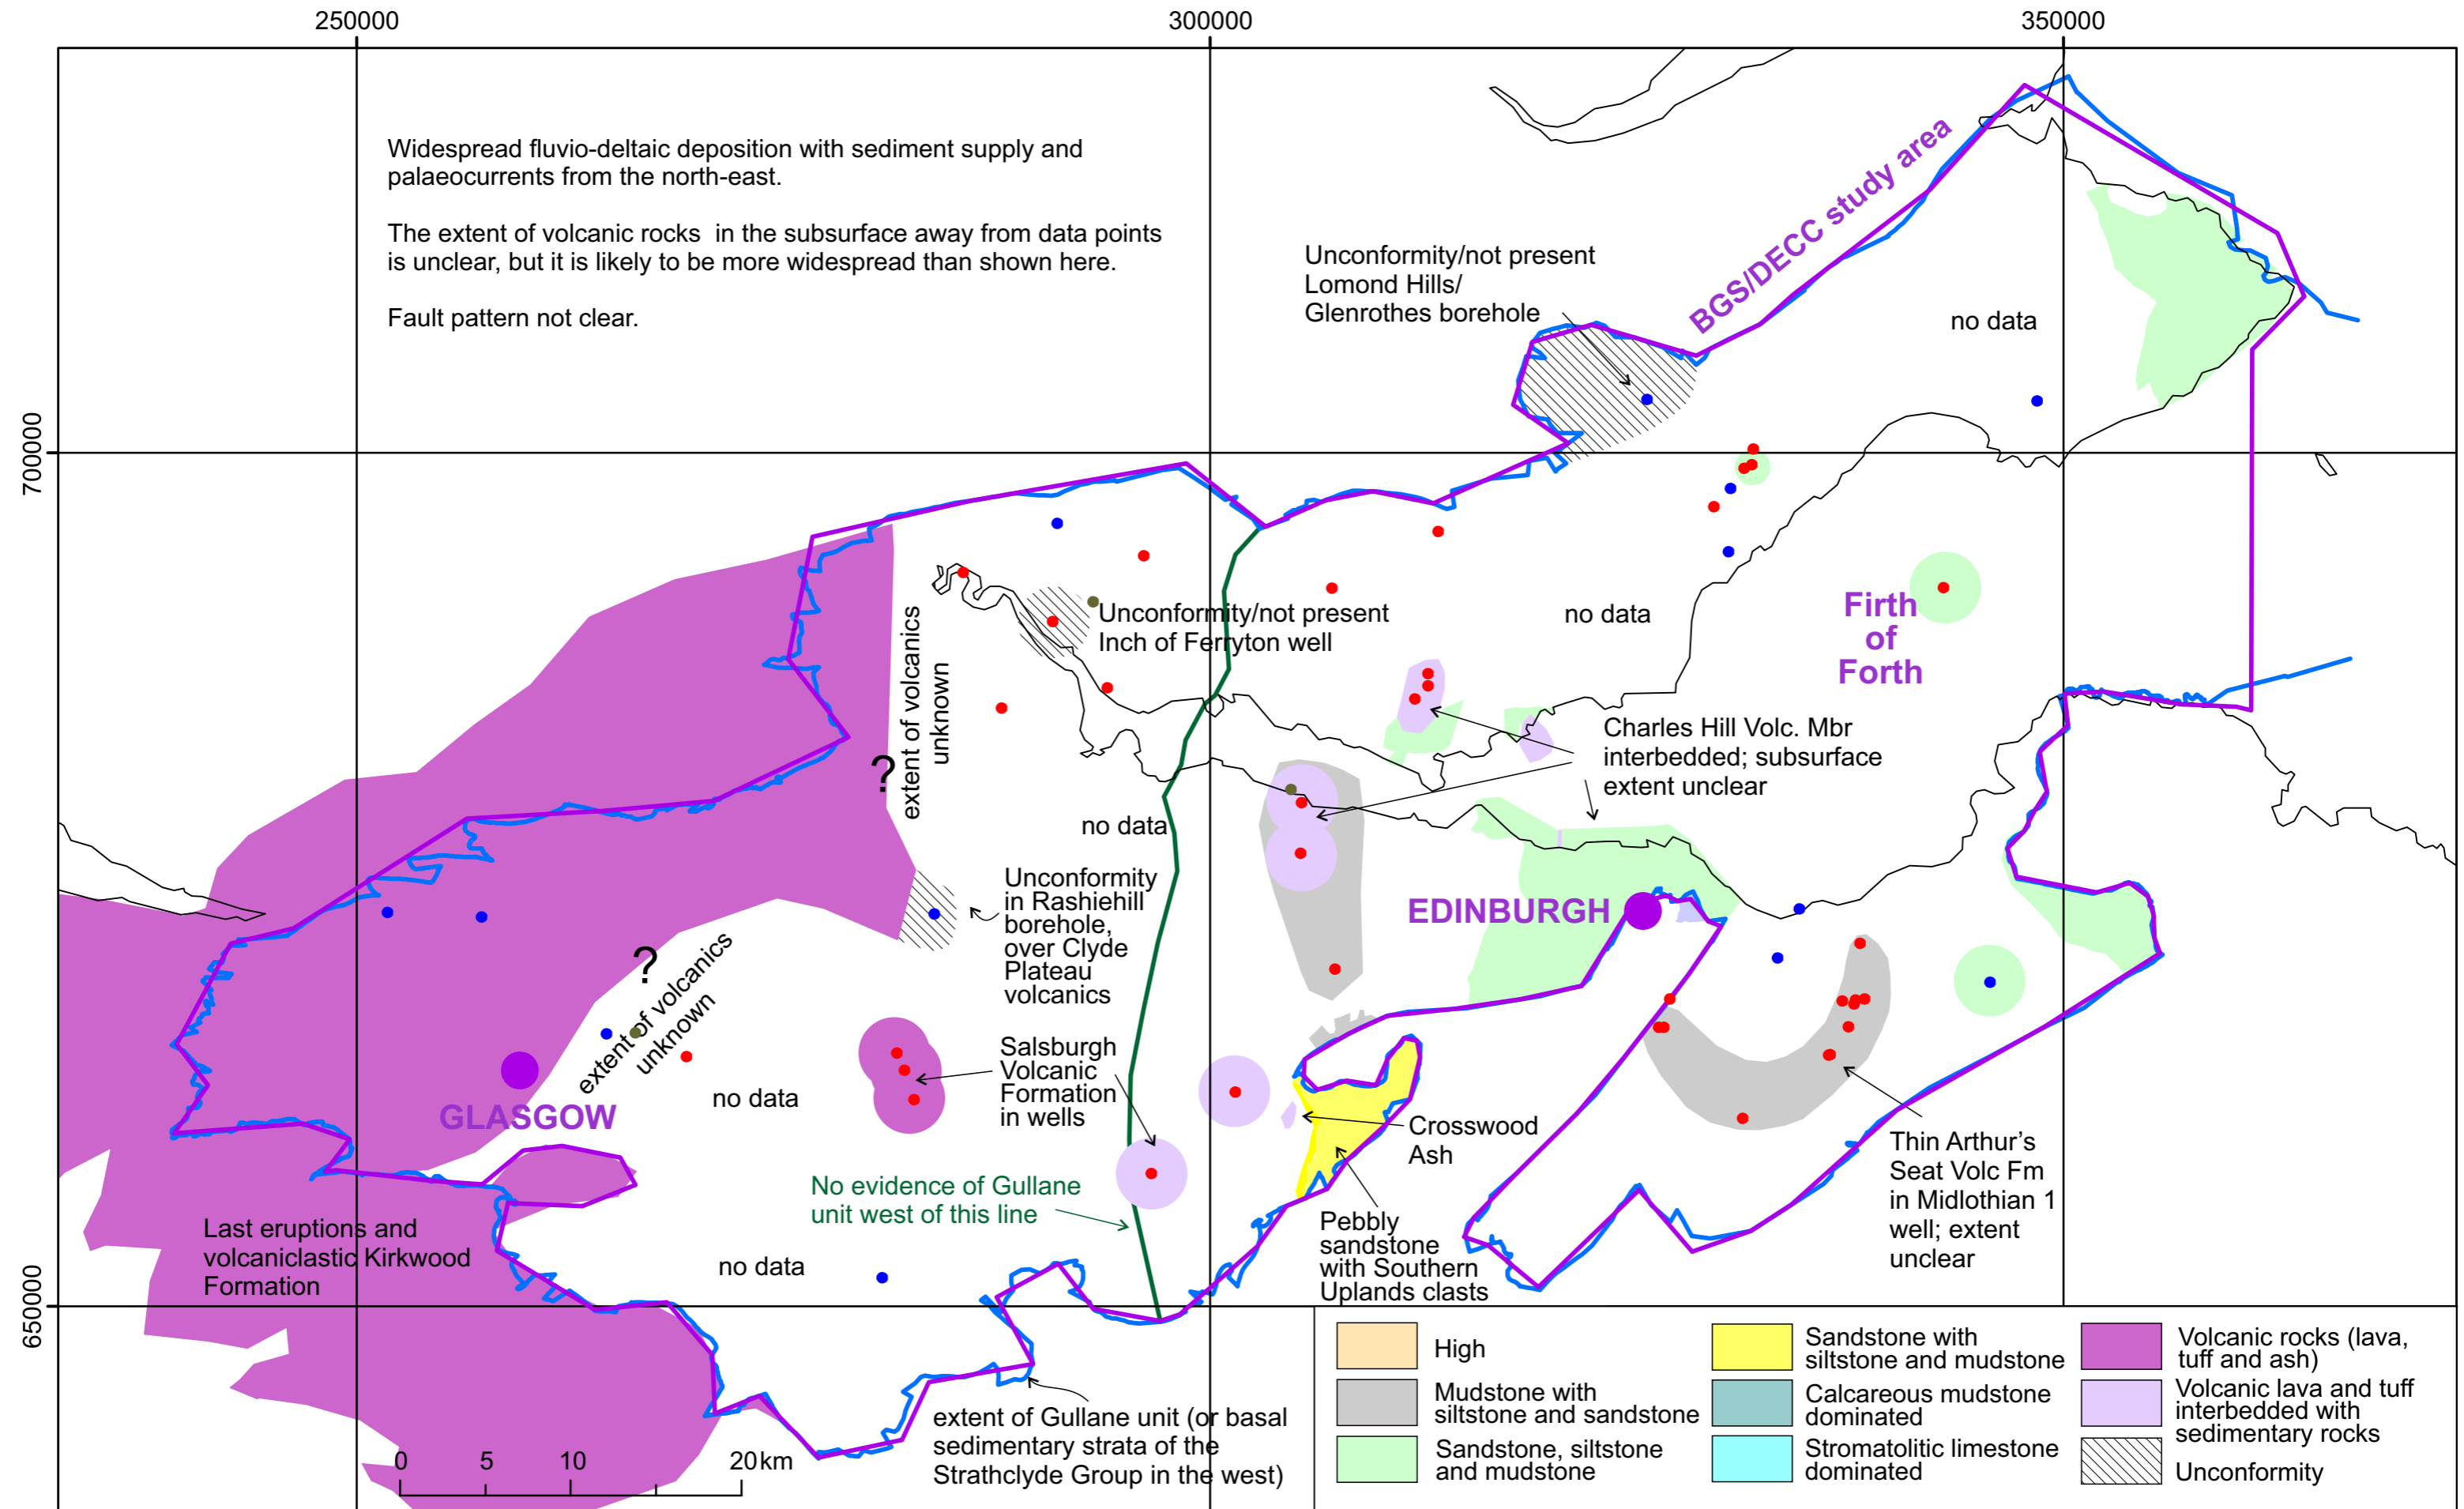 250000
300000
350000
700000
650000
Widespread fluvio-deltaic deposition with sediment supply and
palaeocurrents from the north-east.
The extent of volcanic rocks in the subsurface away from data points
is unclear, but it is likely to be more widespread than shown here.
Fault pattern not clear.
Unconformity/not present
Lomond Hills/
Glenrothes borehole
BGS/DECC study area
no data
Unconformity/not present
Inch of Ferryton well
no data
Firth
of
Forth
extent of volcanics
unknown
?
Charles Hill Volc. Mbr
interbedded; subsurface
extent unclear
no data
Unconformity
in Rashiehill
borehole,
over Clyde
Plateau
volcanics
EDINBURGH
?
extent of volcanics
unknown
Salsburgh
Volcanic
Formation
in wells
no data
GLASGOW
Crosswood
Ash
Thin Arthur's
Seat Volc Fm
in Midlothian 1
well; extent
unclear
No evidence of Gullane
unit west of this line
Pebbly
sandstone
with Southern
Uplands clasts
Last eruptions and
volcaniclastic Kirkwood
Formation
no data
extent of Gullane unit (or basal
sedimentary strata of the
Strathclyde Group in the west)
0
5
10
20km
High
Mudstone with
siltstone and sandstone
Sandstone, siltstone
and mudstone
Sandstone with
siltstone and mudstone
Calcareous mudstone
dominated
Stromatolitic limestone
dominated
Volcanic rocks (lava,
tuff and ash)
Volcanic lava and tuff
interbedded with
sedimentary rocks
Unconformity